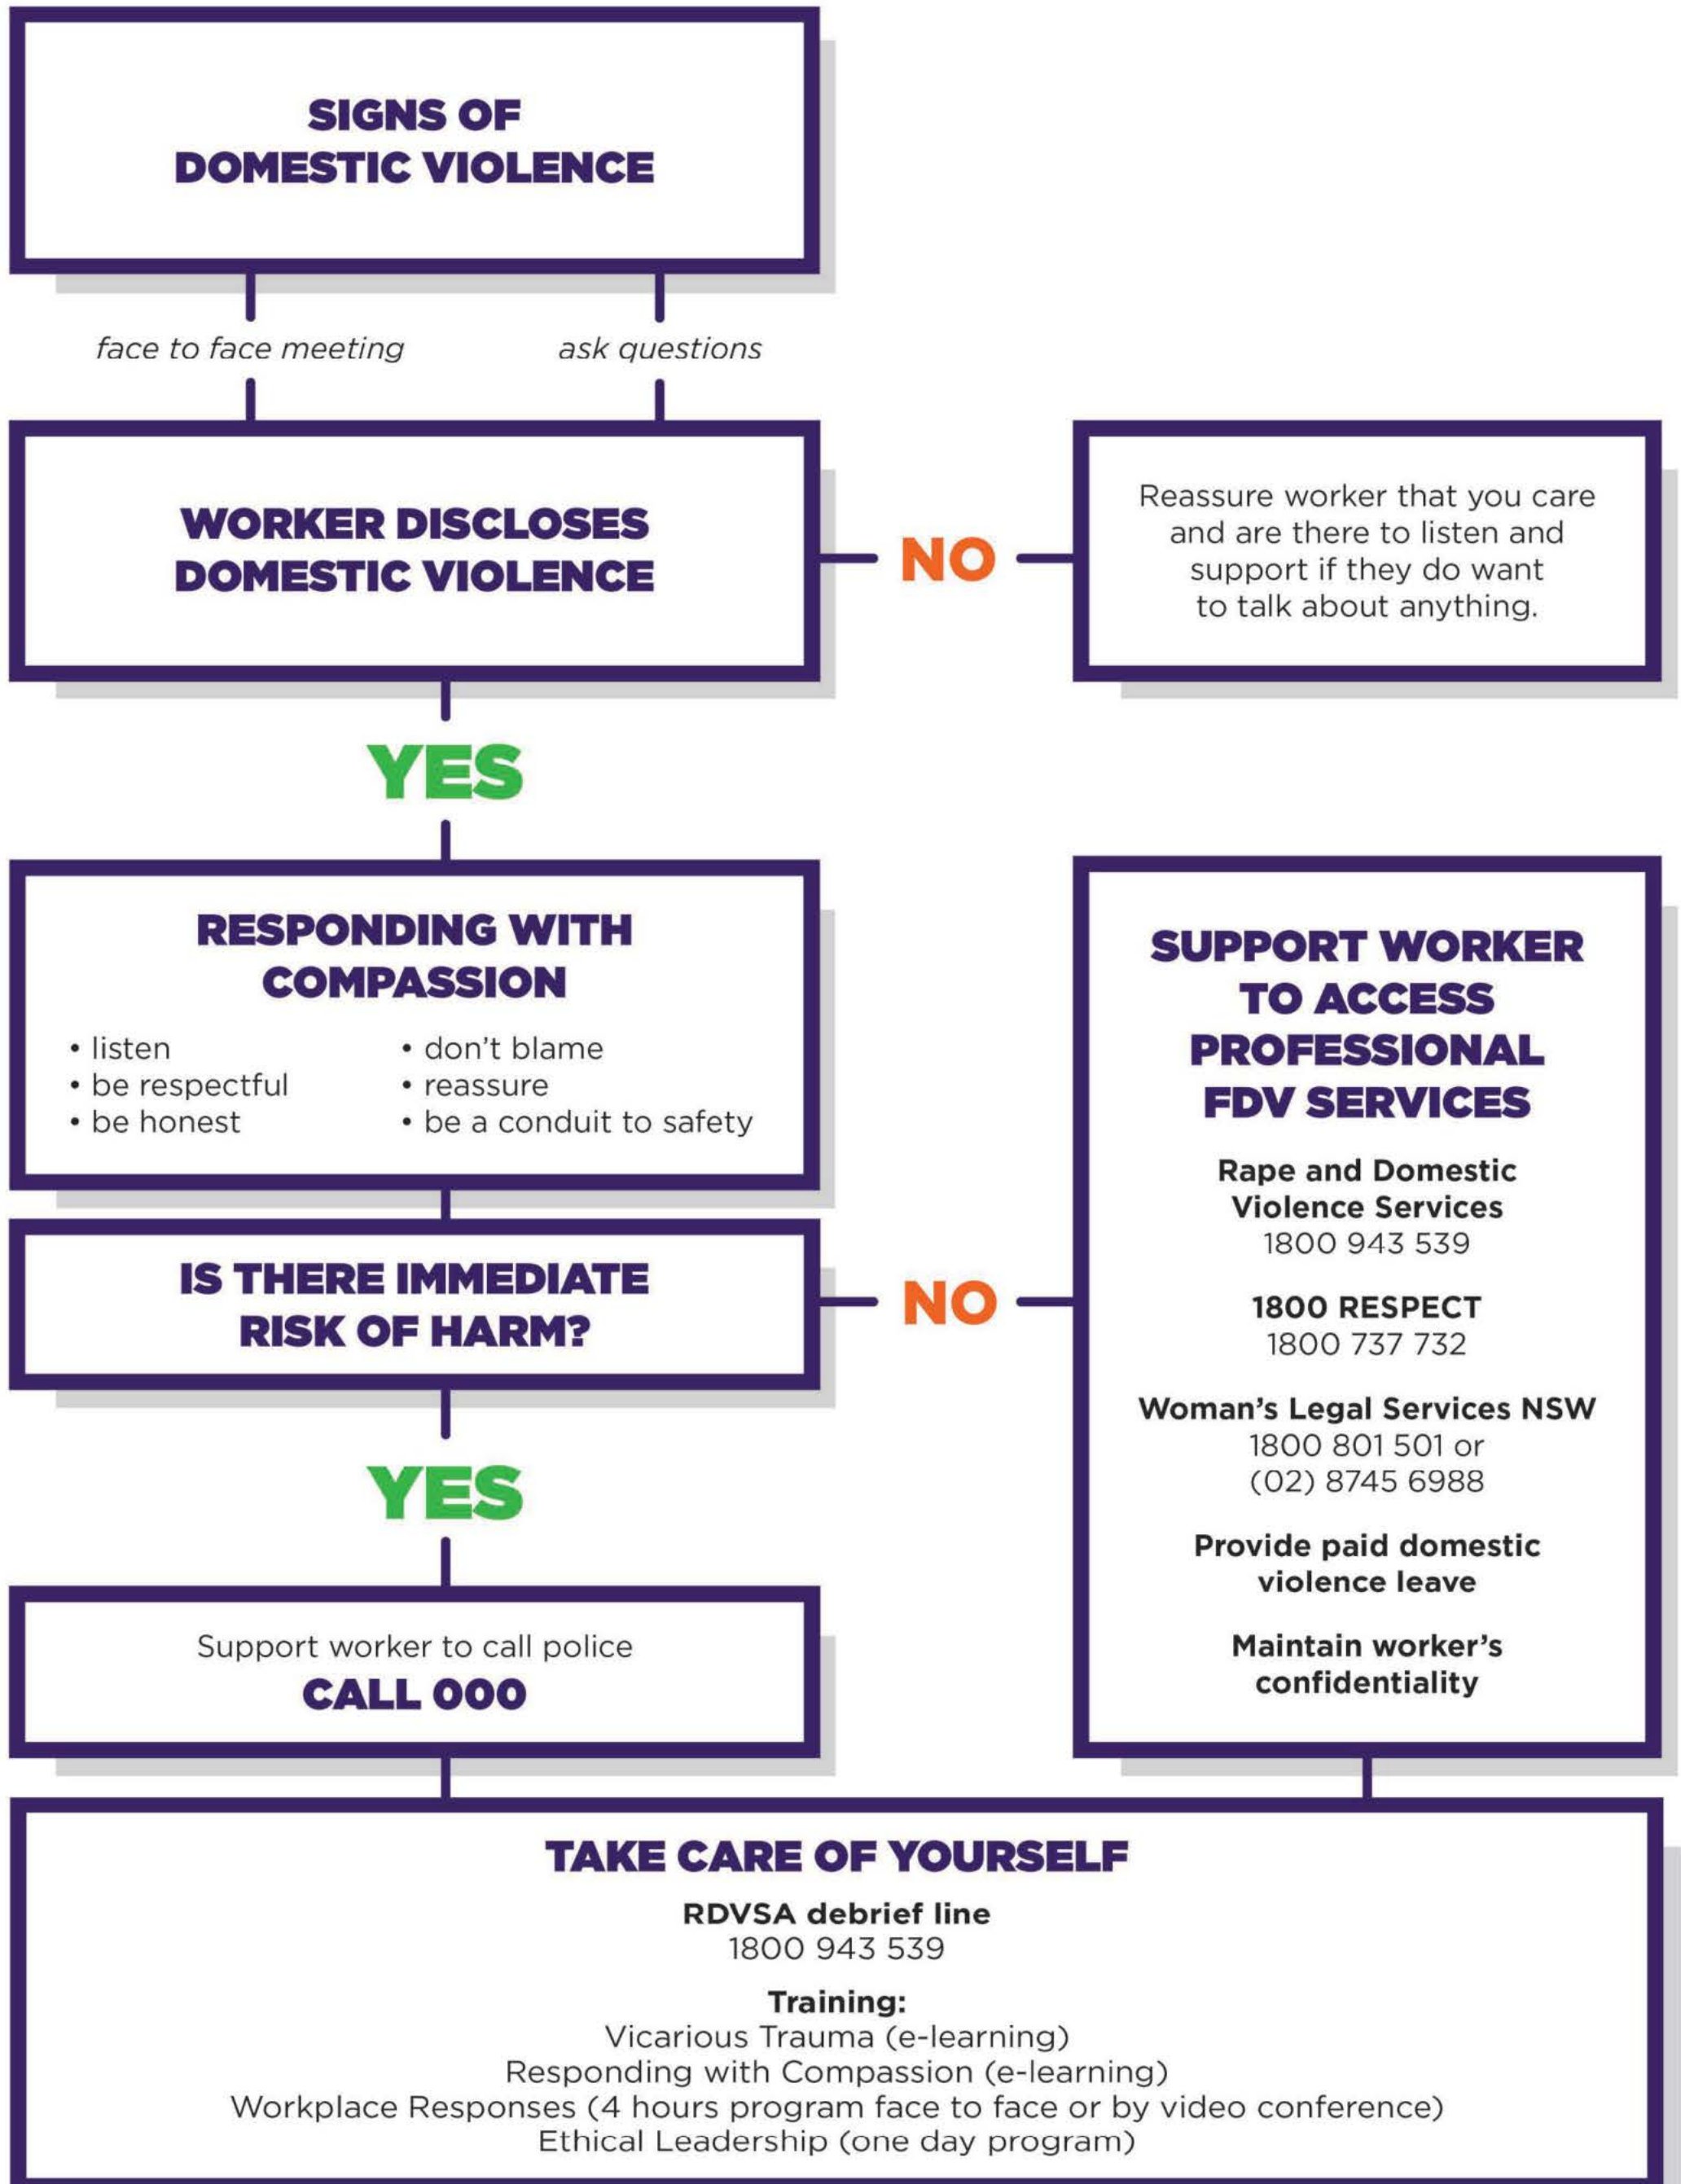 SIGNS OF
DOMESTIC VIOLENCE
face to face meeting
ask questions
WORKER DISCLOSES
DOMESTIC VIOLENCE
NO
Reassure worker that you care
and are there to listen and
support if they do want
to talk about anything.
YES
RESPONDING WITH
COMPASSION
• listen
• be respectful
• be honest
• don't blame
• reassure
• be a conduit to safety
IS THERE IMMEDIATE
RISK OF HARM?
NO
SUPPORT WORKER
TO ACCESS
PROFESSIONAL
FDV SERVICES
Rape and Domestic
Violence Services
1800 943 539
1800 RESPECT
1800 737 732
Woman's Legal Services NSW
1800 801 501 or
(02) 8745 6988
Provide paid domestic
violence leave
Maintain worker's
confidentiality
YES
Support worker to call police
CALL 000
TAKE CARE OF YOURSELF
RDVSA debrief line
1800 943 539
Training:
Vicarious Trauma (e-learning)
Responding with Compassion (e-learning)
Workplace Responses (4 hours program face to face or by video conference)
Ethical Leadership (one day program)